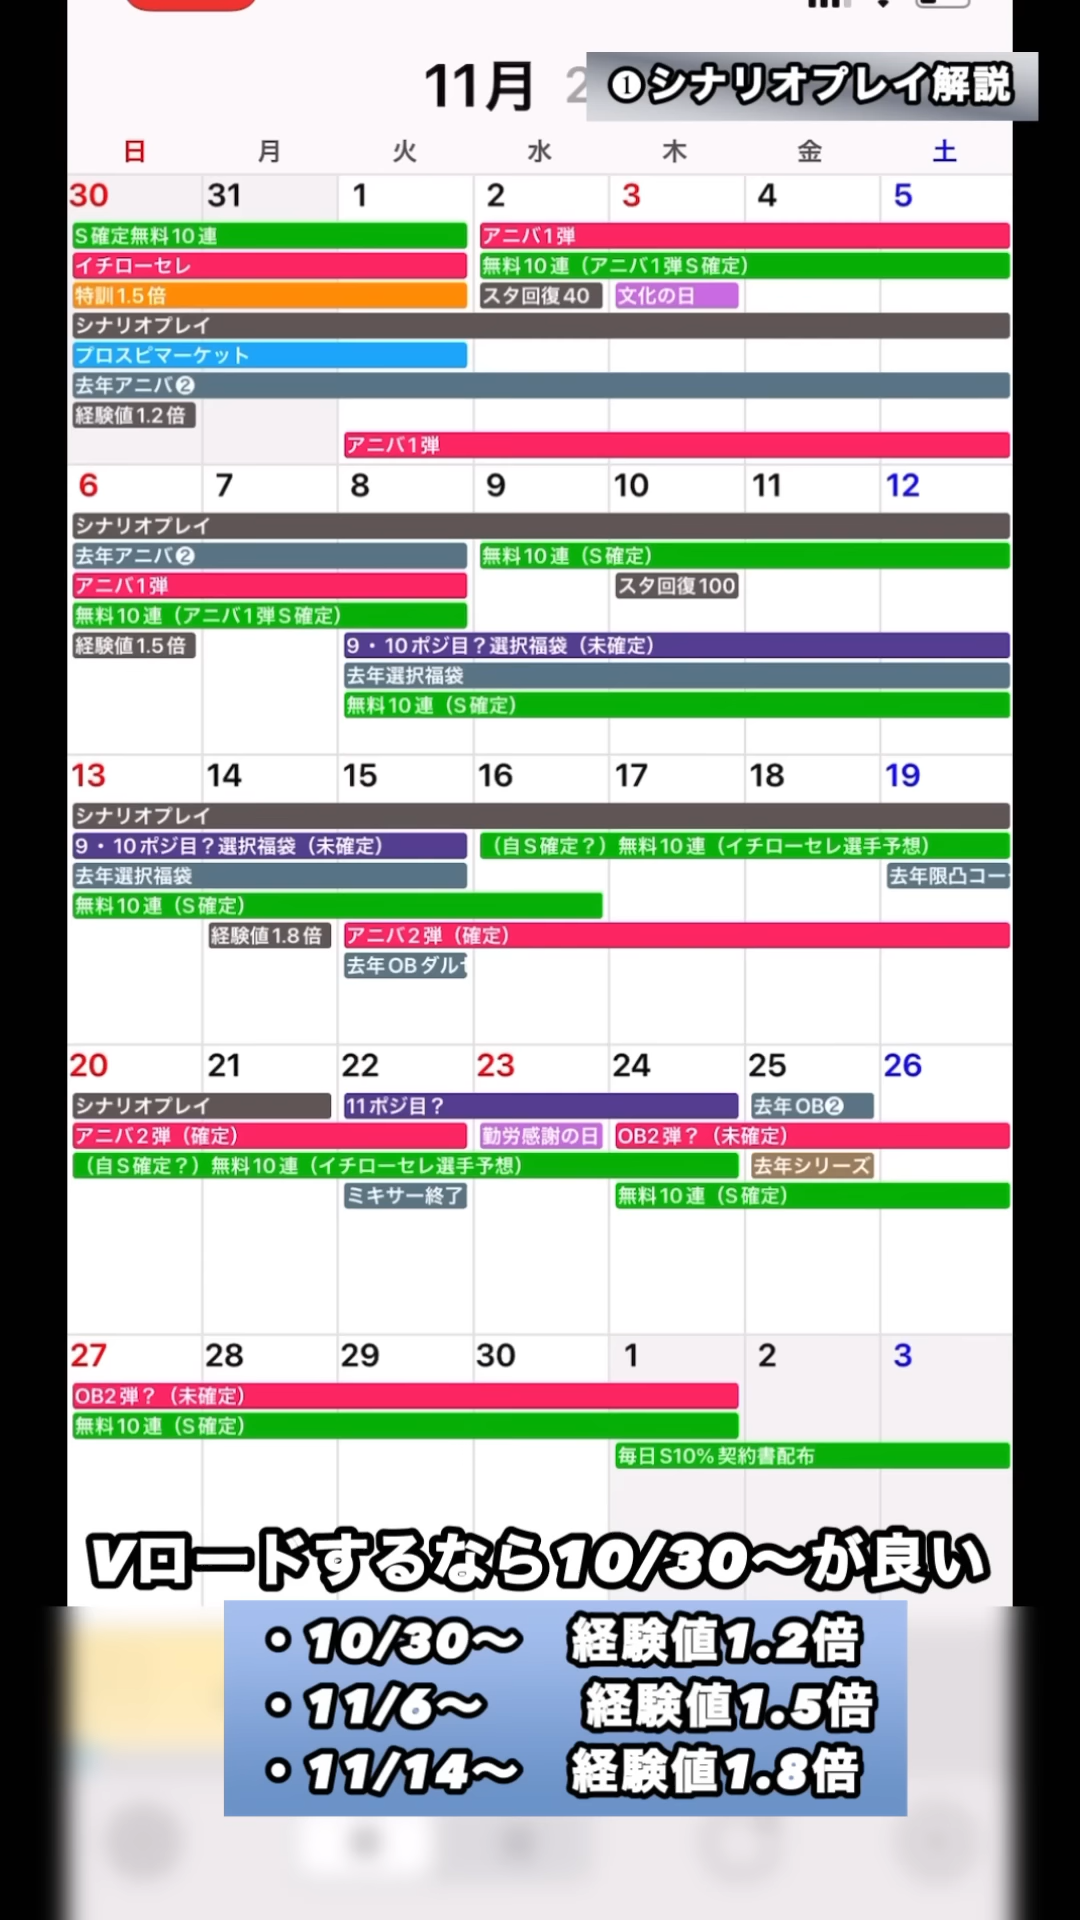 11月
❶シナリオプレイ解説
日 月 火 水 木 金 土
30 31 1 2 3 4 5
S確定無料10連 アニバ1弾
イチローセレ 無料10連（アニバ1弾S確定）
特訓1.5倍 スタ回復40 文化の日
シナリオプレイ
プロスピマーケット
去年アニバ❷
経験値1.2倍
アニバ1弾
6 7 8 9 10 11 12
シナリオプレイ
去年アニバ❷ 無料10連（S確定）
アニバ1弾 スタ回復100
無料10連（アニバ1弾S確定）
経験値1.5倍 9・10ポジ目？選択福袋（未確定）
去年選択福袋
無料10連（S確定）
13 14 15 16 17 18 19
シナリオプレイ
9・10ポジ目？選択福袋（未確定） （自S確定？）無料10連（イチローセレ選手予想）
去年選択福袋 去年限凸コー
無料10連（S確定）
経験値1.8倍 アニバ2弾（確定）
去年OBダル
20 21 22 23 24 25 26
シナリオプレイ 11ポジ目？ 去年OB❷
アニバ2弾（確定） 勤労感謝の日 OB2弾？（未確定）
（自S確定？）無料10連（イチローセレ選手予想） 去年シリーズ
ミキサー終了 無料10連（S確定）
27 28 29 30 1 2 3
OB2弾？（未確定）
無料10連（S確定）
毎日S10%契約書配布
Vロードするなら10/30〜が良い
・10/30〜 経験値1.2倍
・11/6〜 経験値1.5倍
・11/14〜 経験値1.8倍